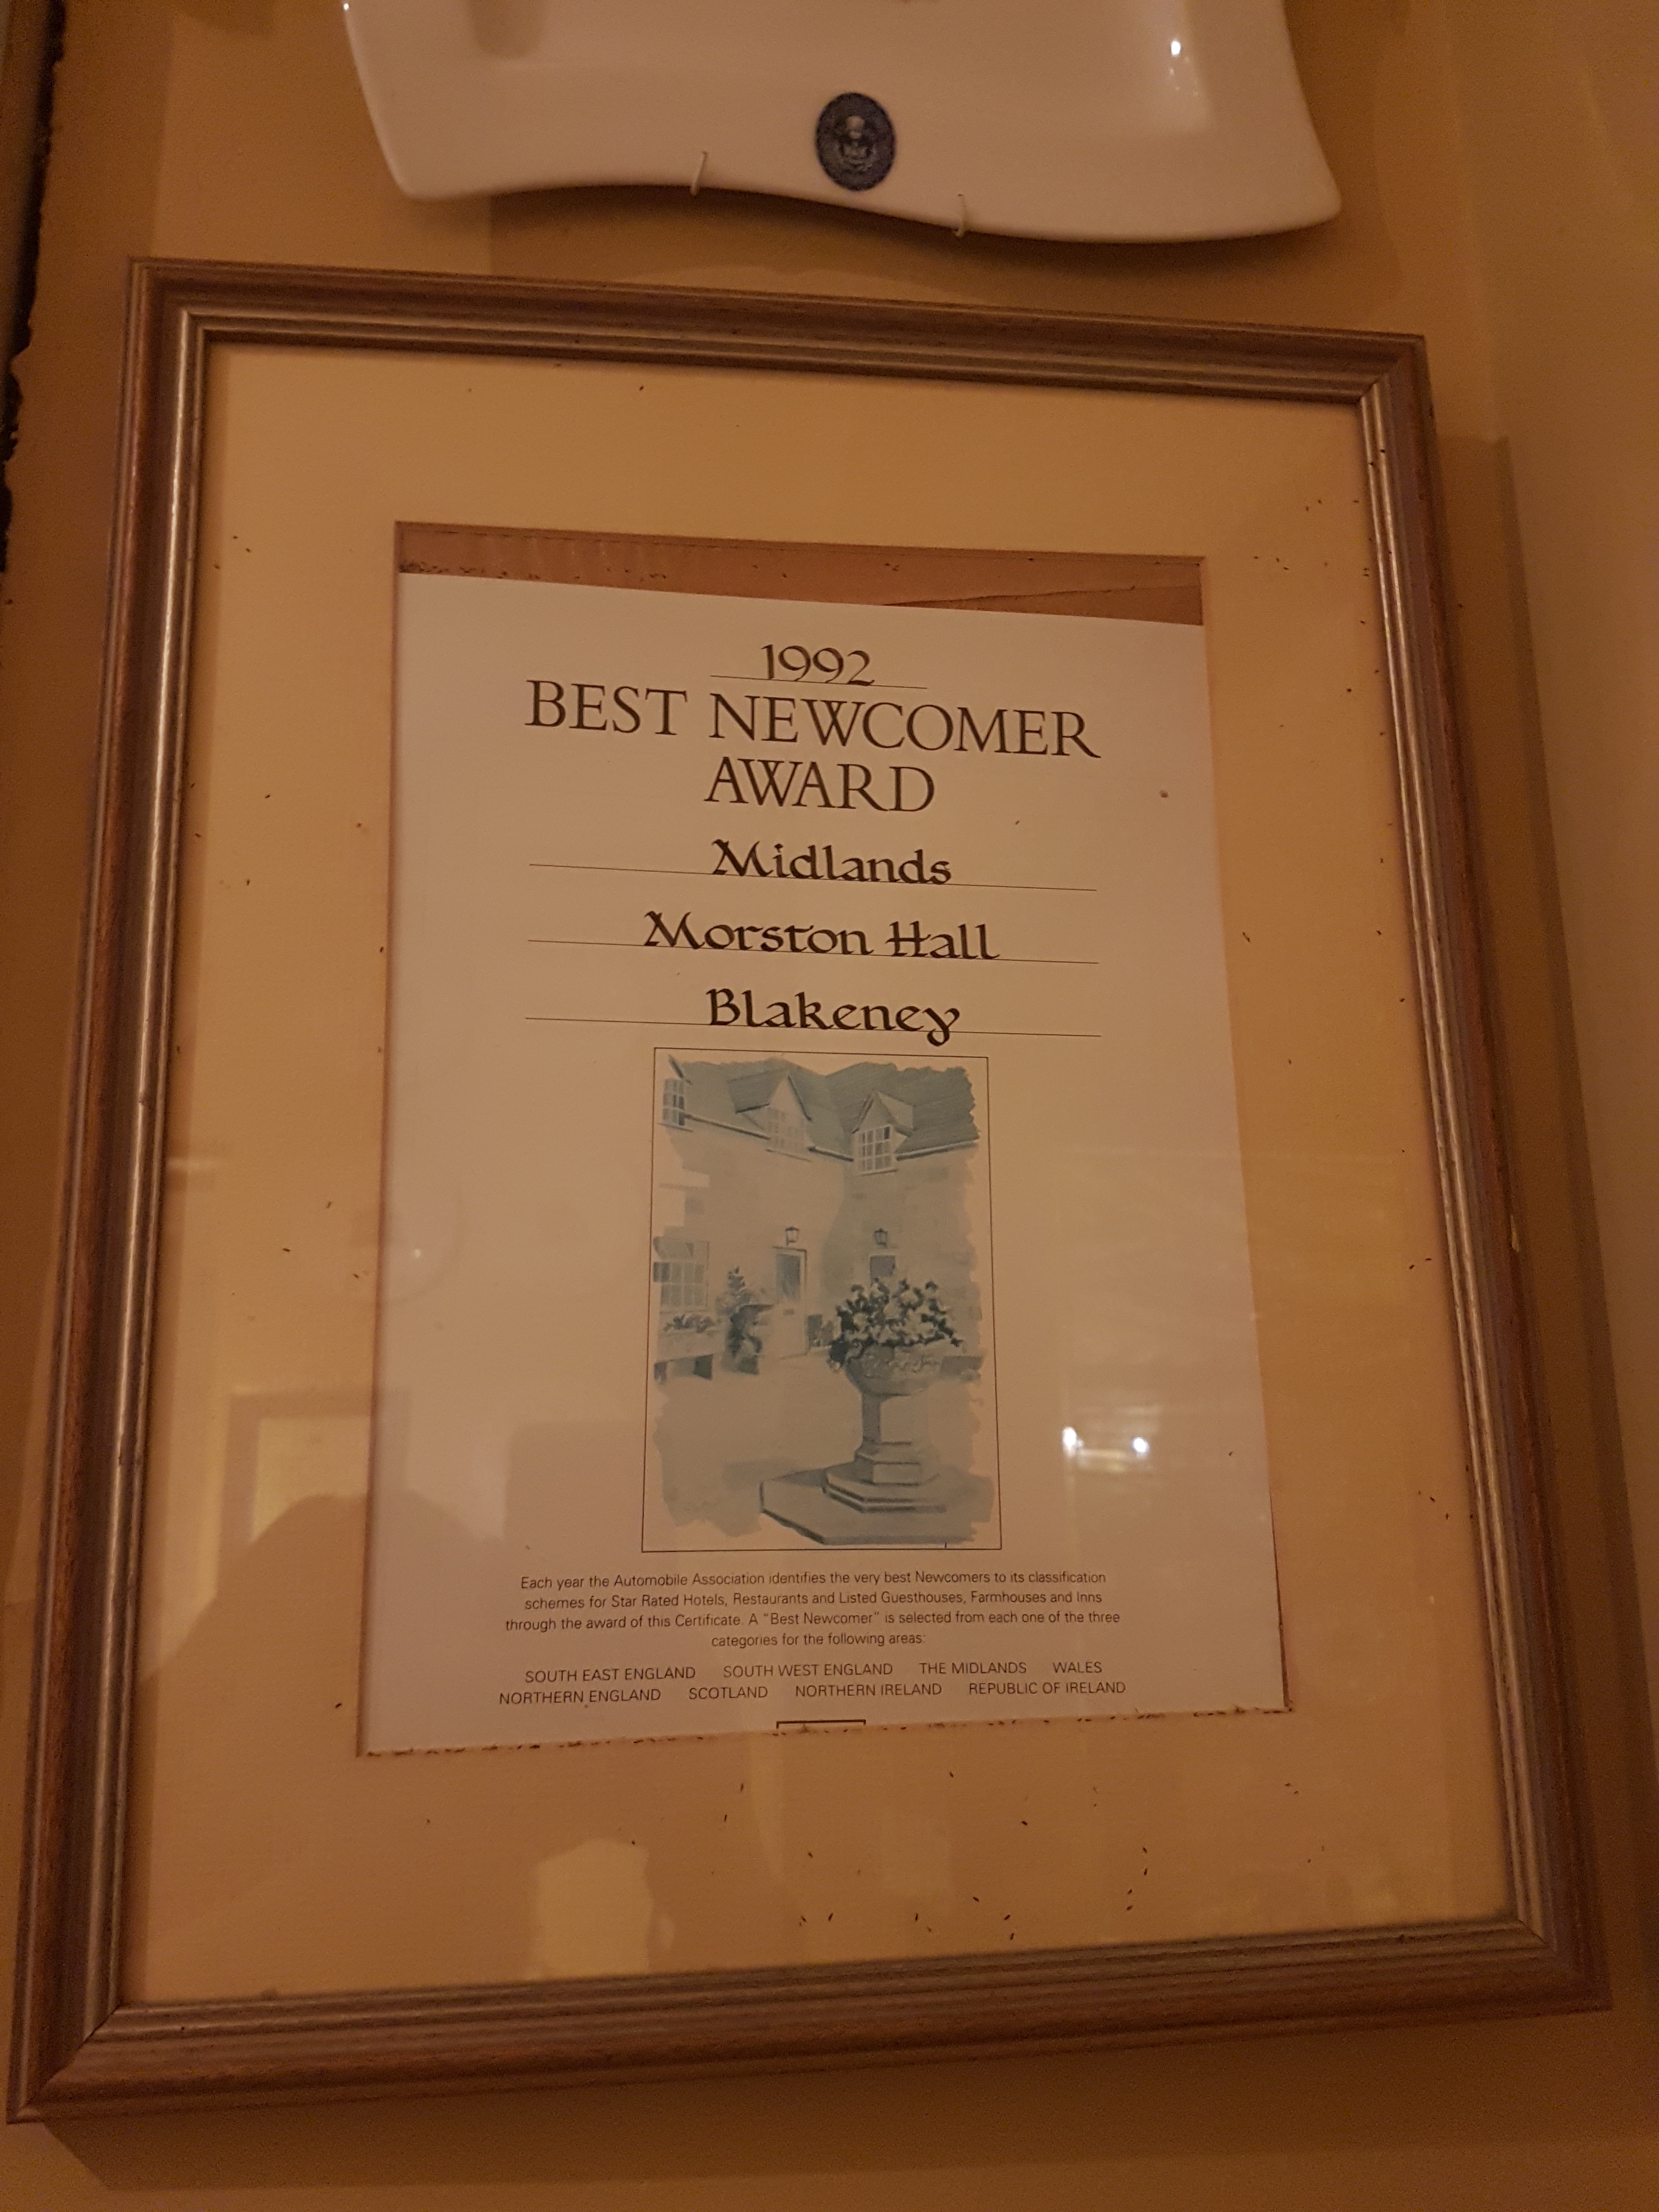 1992
BEST NEWCOMER
AWARD
Midlands
Morston Hall
Blakeney
Each year the Automobile Association identifies the very best Newcomers to its classification
schemes for Star Rated Hotels, Restaurants and Listed Guesthouses, Farmhouses and Inns
through the award of this Certificate. A "Best Newcomer" is selected from each one of the three
categories for the following areas:
SOUTH EAST ENGLAND SOUTH WEST ENGLAND THE MIDLANDS WALES
NORTHERN ENGLAND SCOTLAND NORTHERN IRELAND REPUBLIC OF IRELAND